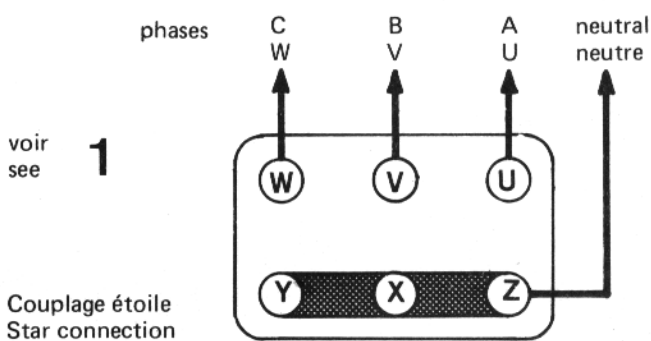 phases C B A neutral
W V U neutre
voir
see 1
W V U
Y X Z
Couplage étoile
Star connection